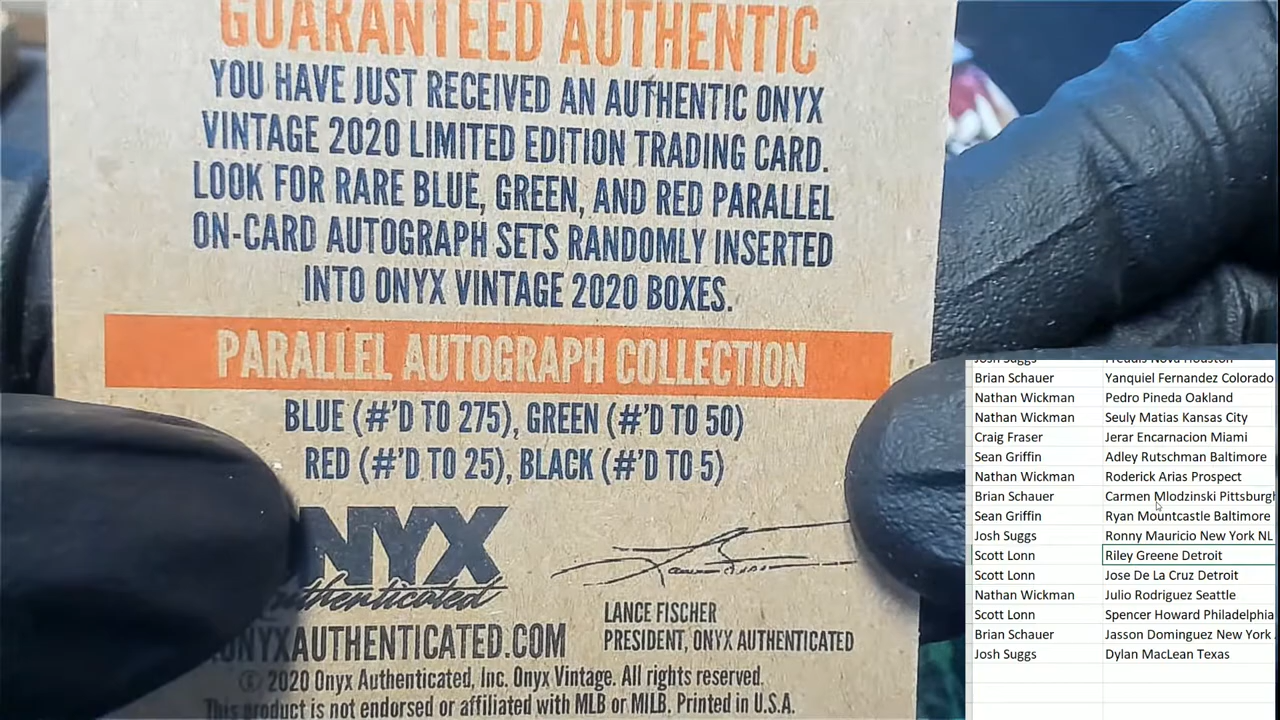 GUARANTEED AUTHENTIC
YOU HAVE JUST RECEIVED AN AUTHENTIC ONYX
VINTAGE 2020 LIMITED EDITION TRADING CARD.
LOOK FOR RARE BLUE, GREEN, AND RED PARALLEL
ON-CARD AUTOGRAPH SETS RANDOMLY INSERTED
INTO ONYX VINTAGE 2020 BOXES.
PARALLEL AUTOGRAPH COLLECTION
BLUE (#'D TO 275), GREEN (#'D TO 50)
RED (#'D TO 25), BLACK (#'D TO 5)
NYX
Authenticated
ONYXAUTHENTICATED.COM
LANCE FISCHER
PRESIDENT, ONYX AUTHENTICATED
© 2020 Onyx Authenticated, Inc. Onyx Vintage. All rights reserved.
This product is not endorsed or affiliated with MLB or MILB. Printed in U.S.A.
Josh Suggs Freduis Nova Houston
Brian Schauer Yanquiel Fernandez Colorado
Nathan Wickman Pedro Pineda Oakland
Nathan Wickman Seuly Matias Kansas City
Craig Fraser Jerar Encarnacion Miami
Sean Griffin Adley Rutschman Baltimore
Nathan Wickman Roderick Arias Prospect
Brian Schauer Carmen Mlodzinski Pittsburgh
Sean Griffin Ryan Mountcastle Baltimore
Josh Suggs Ronny Mauricio New York NL
Scott Lonn Riley Greene Detroit
Scott Lonn Jose De La Cruz Detroit
Nathan Wickman Julio Rodriguez Seattle
Scott Lonn Spencer Howard Philadelphia
Brian Schauer Jasson Dominguez New York
Josh Suggs Dylan MacLean Texas